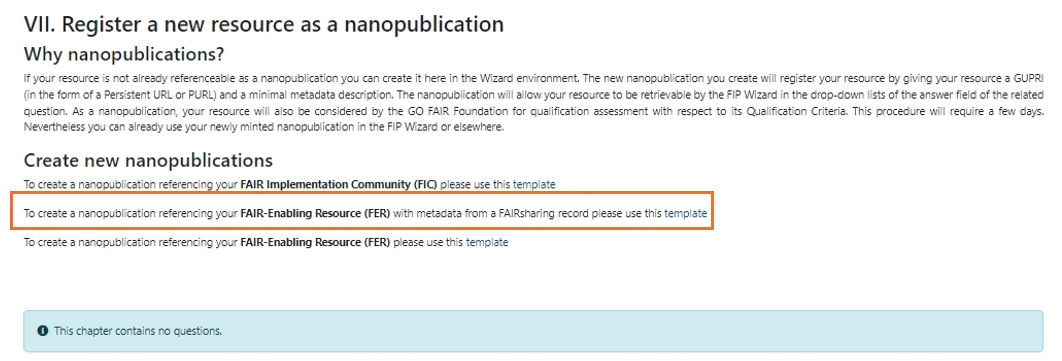 VII. Register a new resource as a nanopublication
Why nanopublications?
If your resource is not already referenceable as a nanopublication you can create it here in the Wizard environment. The new nanopublication you create will register your resource by giving your resource a GUPRI
(in the form of a Persistent URL or PURL) and a minimal metadata description. The nanopublication will allow your resource to be retrievable by the FIP Wizard in the drop-down lists of the answer field of the related
question. As a nanopublication, your resource will also be considered by the GO FAIR Foundation for qualification assessment with respect to its Qualification Criteria. This procedure will require a few days.
Nevertheless you can already use your newly minted nanopublication in the FIP Wizard or elsewhere.
Create new nanopublications
To create a nanopublication referencing your FAIR Implementation Community (FIC) please use this template
To create a nanopublication referencing your FAIR-Enabling Resource (FER) with metadata from a FAIRsharing record please use this template
To create a nanopublication referencing your FAIR-Enabling Resource (FER) please use this template
This chapter contains no questions.